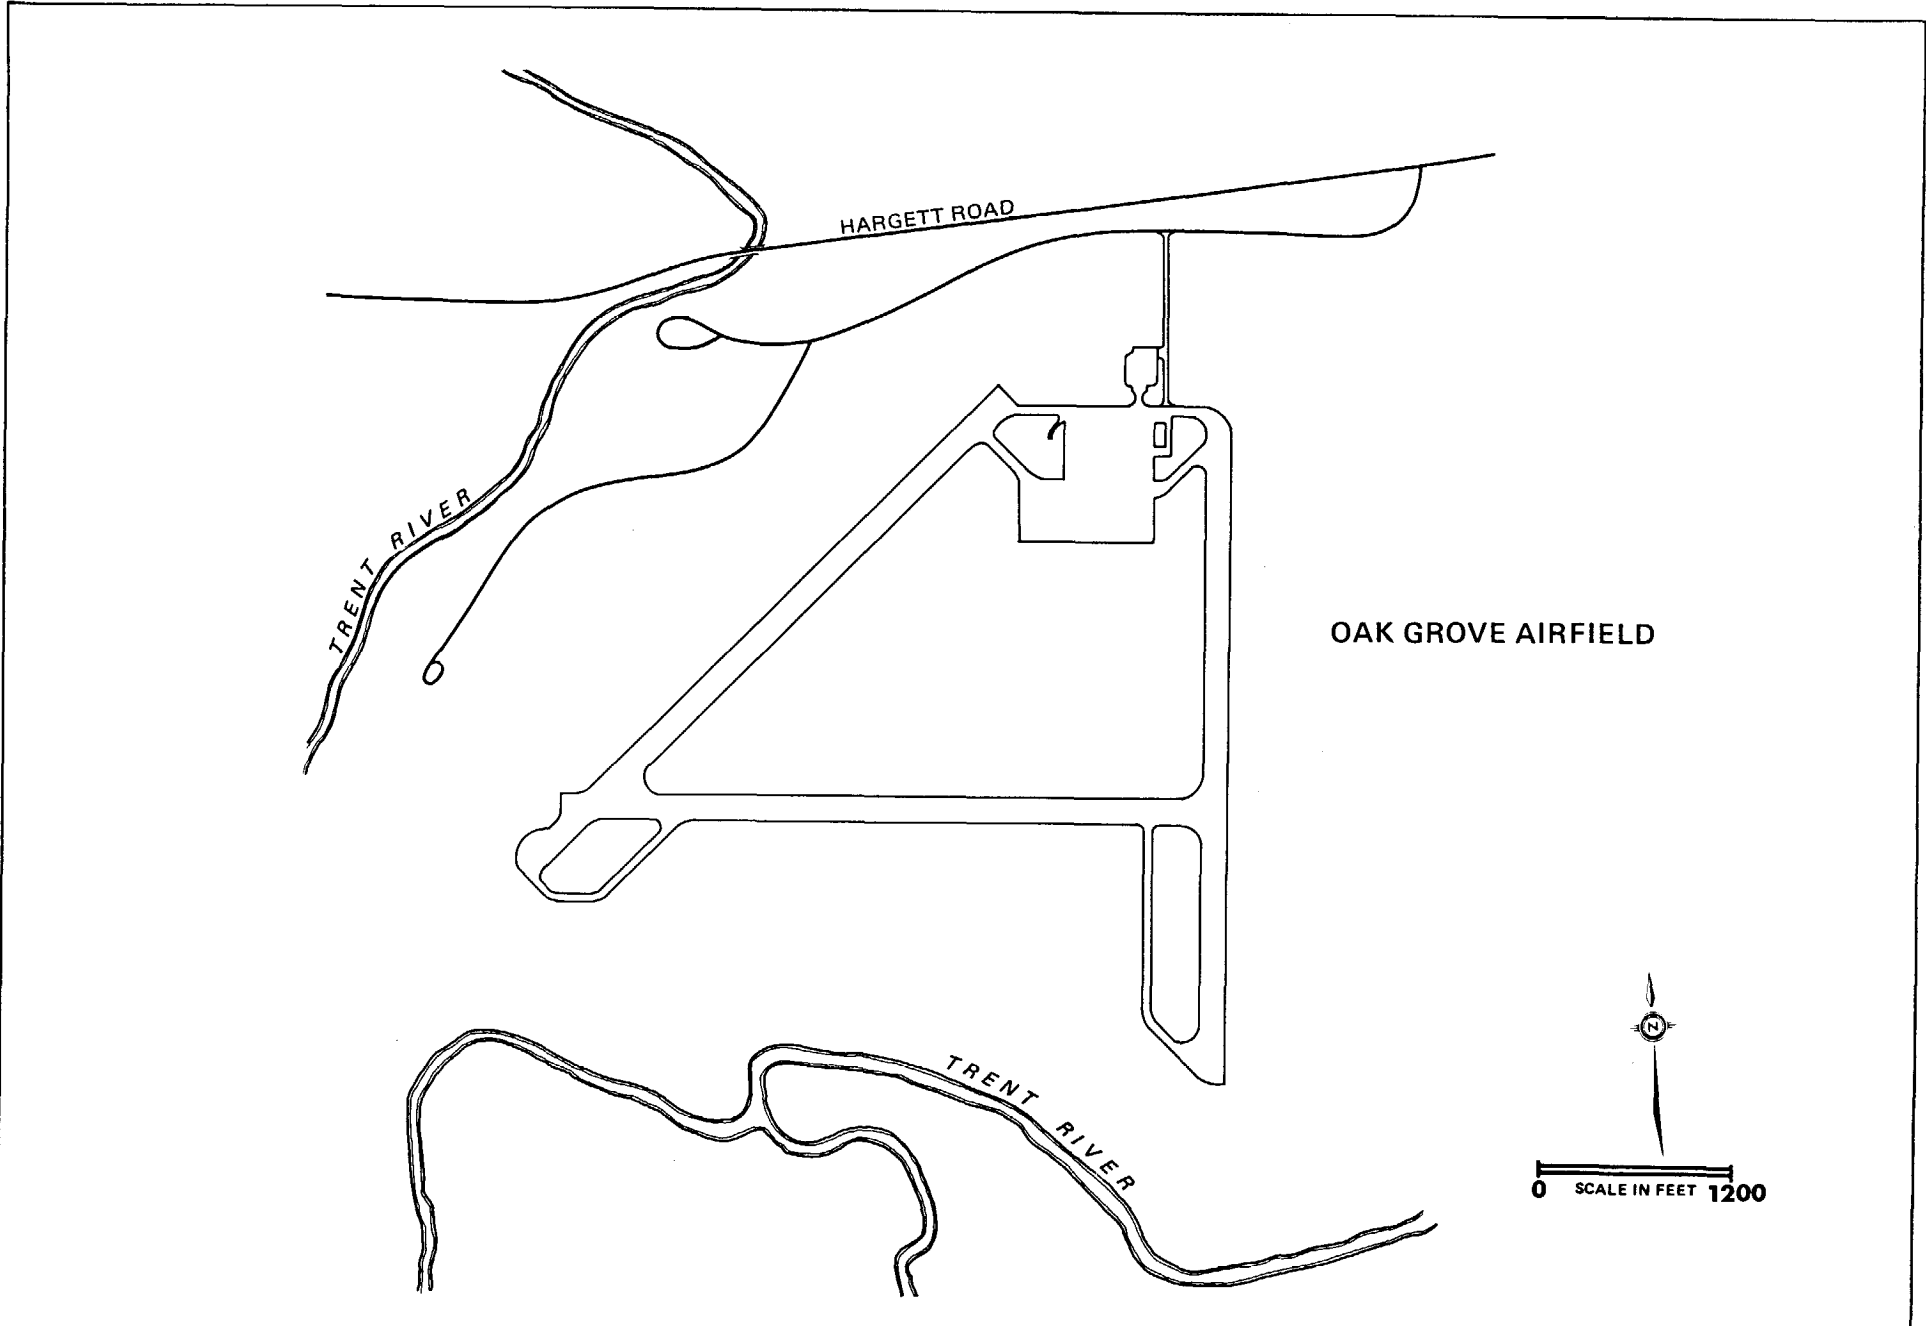 HARGETT ROAD
TRENT RIVER
OAK GROVE AIRFIELD
TRENT RIVER
N
0 SCALE IN FEET 1200